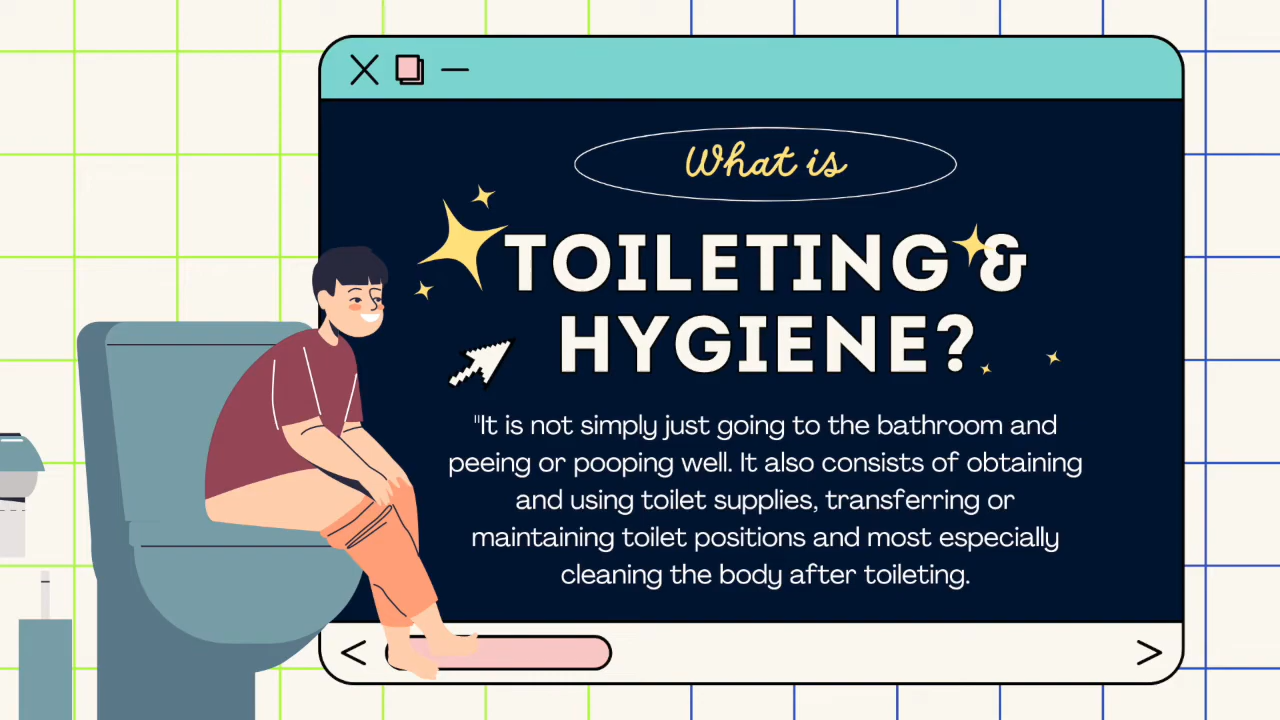 What is
TOILETING &
HYGIENE?
"It is not simply just going to the bathroom and
peeing or pooping well. It also consists of obtaining
and using toilet supplies, transferring or
maintaining toilet positions and most especially
cleaning the body after toileting.